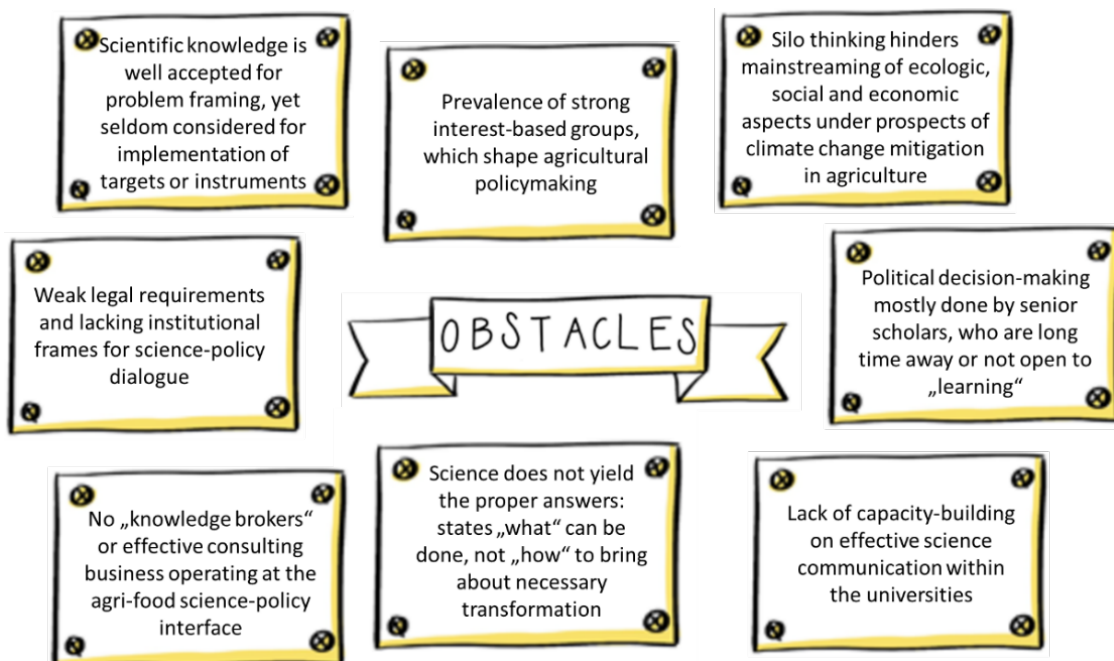 Scientific knowledge is
well accepted for
problem framing, yet
seldom considered for
implementation of
targets or instruments
Prevalence of strong
interest-based groups,
which shape agricultural
policymaking
Silo thinking hinders
mainstreaming of ecologic,
social and economic
aspects under prospects of
climate change mitigation
in agriculture
Weak legal requirements
and lacking institutional
frames for science-policy
dialogue
OBSTACLES
Political decision-making
mostly done by senior
scholars, who are long
time away or not open to
„learning“
No „knowledge brokers“
or effective consulting
business operating at the
agri-food science-policy
interface
Science does not yield
the proper answers:
states „what“ can be
done, not „how“ to bring
about necessary
transformation
Lack of capacity-building
on effective science
communication within
the universities